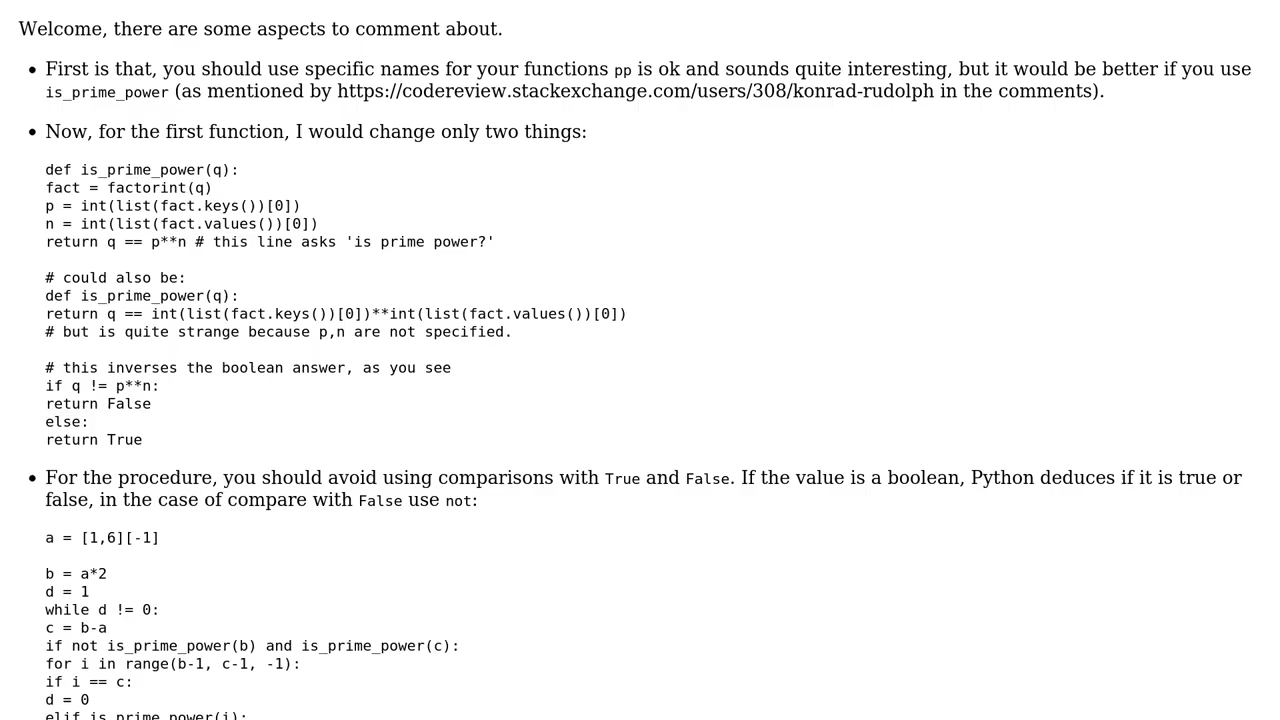 Welcome, there are some aspects to comment about.
• First is that, you should use specific names for your functions pp is ok and sounds quite interesting, but it would be better if you use
is_prime_power (as mentioned by https://codereview.stackexchange.com/users/308/konrad-rudolph in the comments).
• Now, for the first function, I would change only two things:
def is_prime_power(q):
fact = factorint(q)
p = int(list(fact.keys())[0])
n = int(list(fact.values())[0])
return q == p**n # this line asks 'is prime power?'
# could also be:
def is_prime_power(q):
return q == int(list(fact.keys())[0])**int(list(fact.values())[0])
# but is quite strange because p,n are not specified.
# this inverses the boolean answer, as you see
if q != p**n:
return False
else:
return True
• For the procedure, you should avoid using comparisons with True and False. If the value is a boolean, Python deduces if it is true or
false, in the case of compare with False use not:
a = [1,6][-1]
b = a*2
d = 1
while d != 0:
c = b-a
if not is_prime_power(b) and is_prime_power(c):
for i in range(b-1, c-1, -1):
if i == c:
d = 0
elif is_prime_power(i):